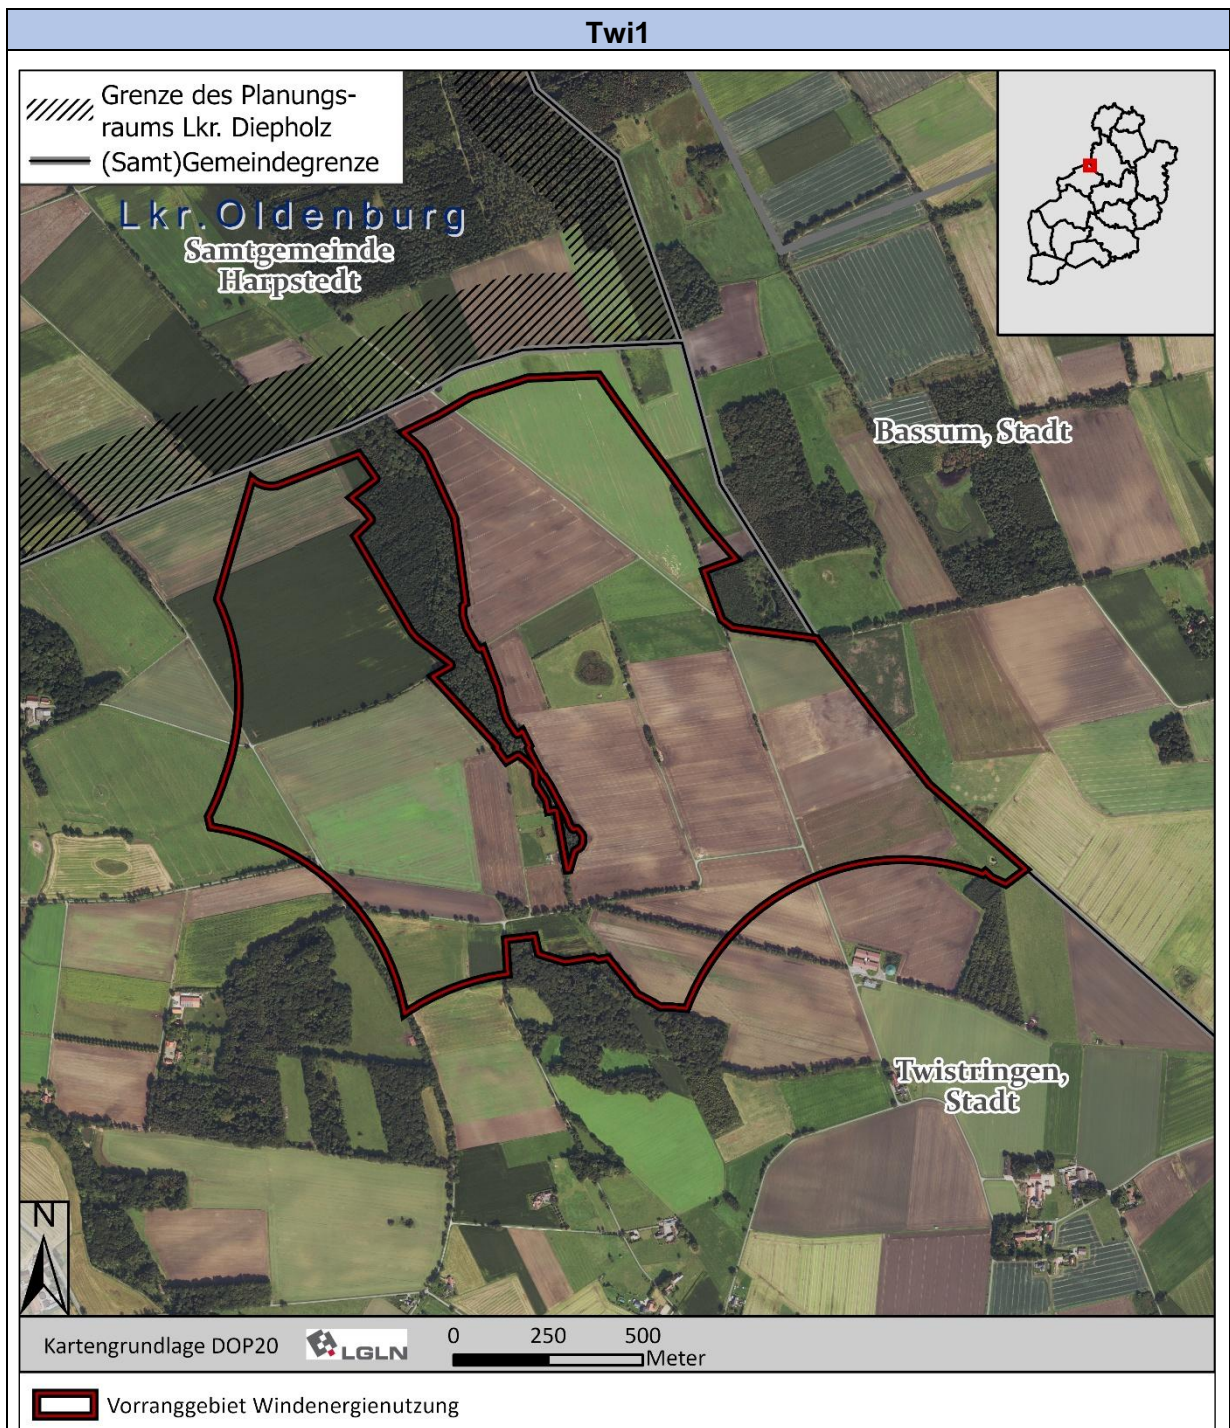 Twi1
Grenze des Planungs-
raums Lkr. Diepholz
(Samt)Gemeindegrenze
Lkr. Oldenburg
Samtgemeinde
Harpstedt
Bassum, Stadt
Twistringen,
Stadt
N
Kartengrundlage DOP20
LGLN
0 250 500
Meter
Vorranggebiet Windenergienutzung